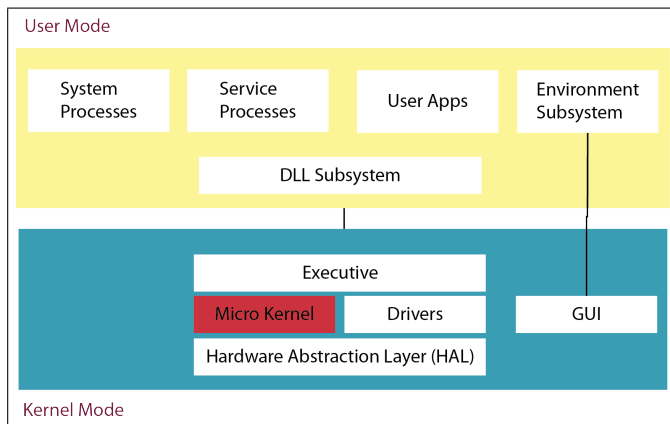 User Mode
System
Processes
Service
Processes
User Apps
Environment
Subsystem
DLL Subsystem
Executive
Micro Kernel
Drivers
GUI
Hardware Abstraction Layer (HAL)
Kernel Mode